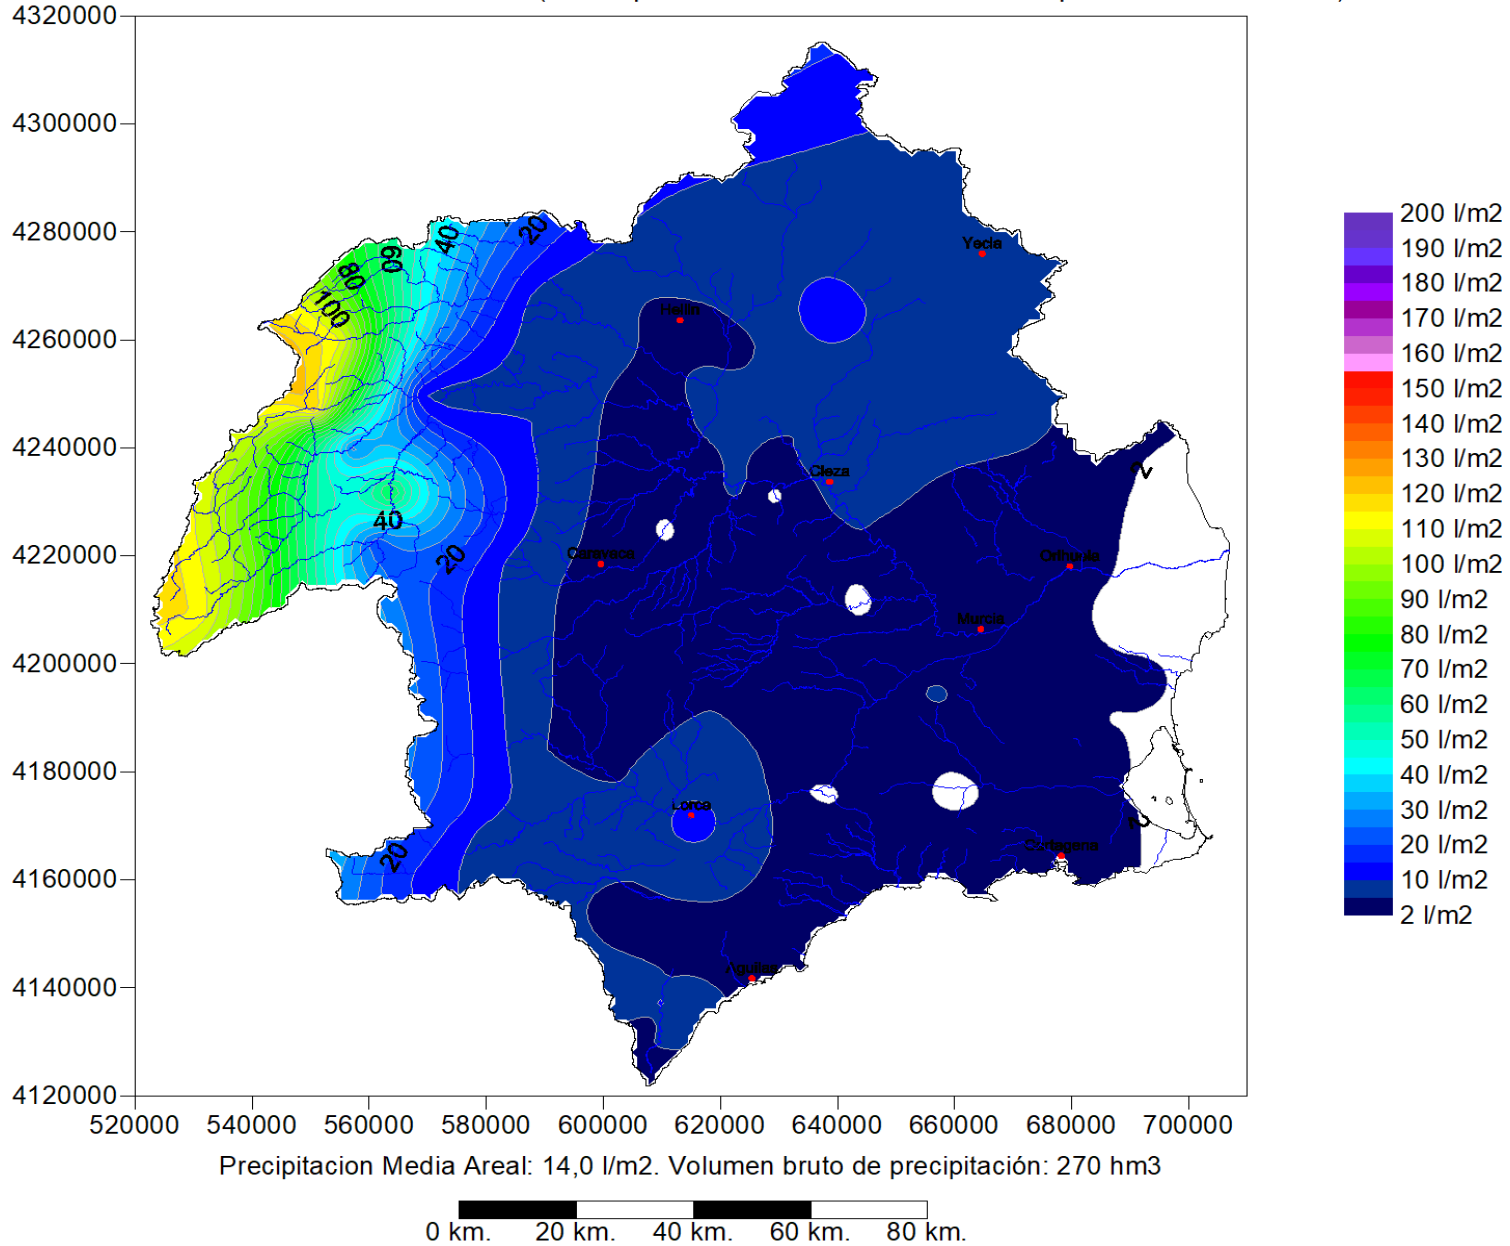 4320000
4300000
4280000
4260000
4240000
4220000
4200000
4180000
4160000
4140000
4120000
520000 540000 560000 580000 600000 620000 640000 660000 680000 700000
20
40
60
80
100
40
20
20
2
2
Yecla
Hellin
Cieza
Caravaca
Orihuela
Murcia
Lorca
Cartagena
Aguilas
200 l/m2
190 l/m2
180 l/m2
170 l/m2
160 l/m2
150 l/m2
140 l/m2
130 l/m2
120 l/m2
110 l/m2
100 l/m2
90 l/m2
80 l/m2
70 l/m2
60 l/m2
50 l/m2
40 l/m2
30 l/m2
20 l/m2
10 l/m2
2 l/m2
Precipitacion Media Areal: 14,0 l/m2. Volumen bruto de precipitación: 270 hm3
0 km. 20 km. 40 km. 60 km. 80 km.